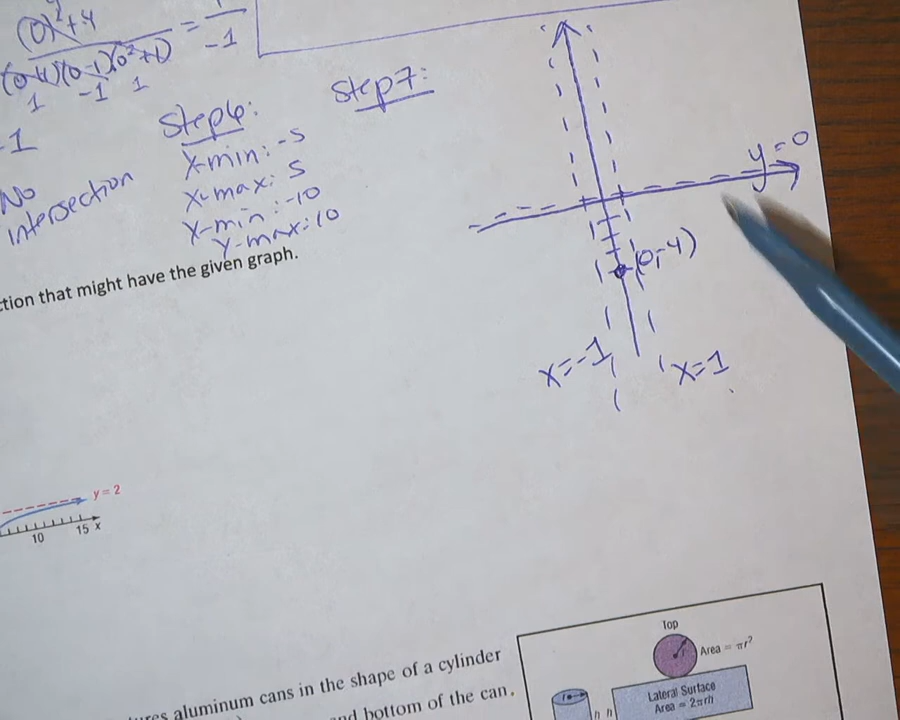 (0)²+4
(0+1)(0-1)(0²+1)
=
-1
1 -1 1
-1
No
intersection
Step6:
x-min: -5
x-max: 5
x-min: -10
y-max: 10
Step7:
y=0
(0,-4)
x=-1
x=1
ction that might have the given graph.
y = 2
10 15 x
ures aluminum cans in the shape of a cylinder
and bottom of the can.
Top
r
Area = πr²
Lateral Surface
Area = 2πrh
r
h h